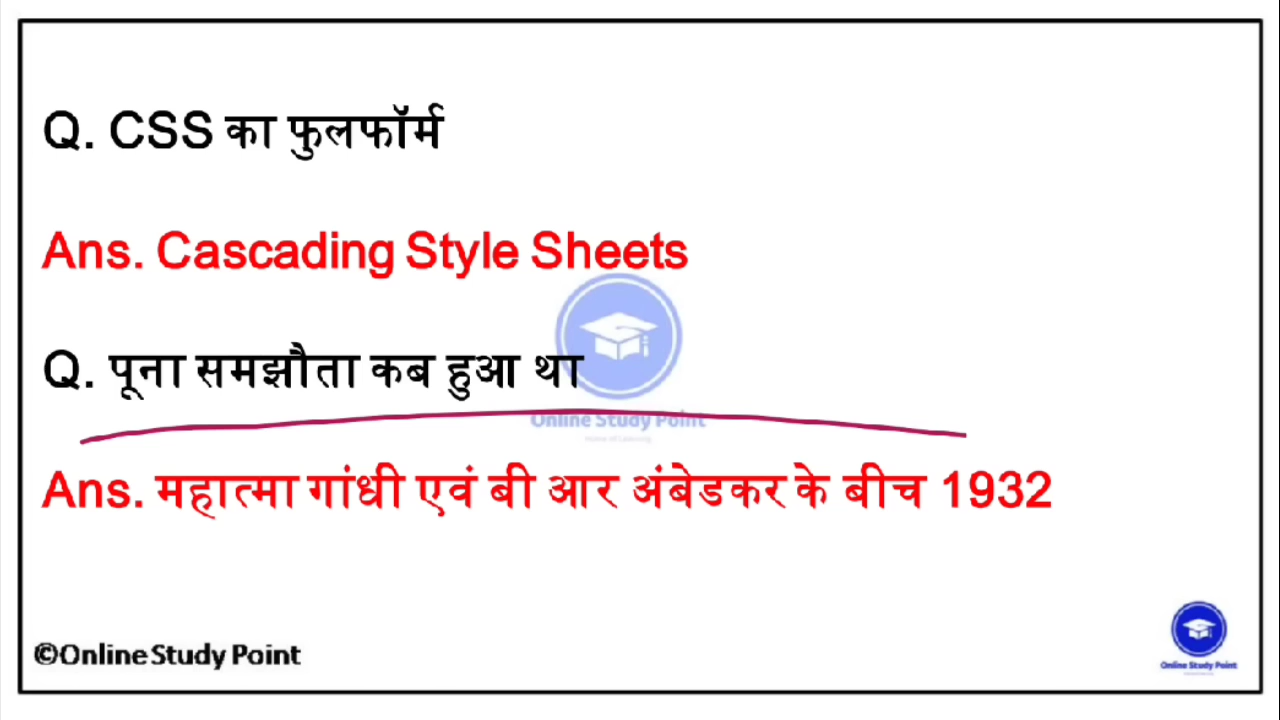 Q. CSS का फुलफॉर्म
Ans. Cascading Style Sheets
Q. पूना समझौता कब हुआ था
Online Study Point
Ans. महात्मा गांधी एवं बी आर अंबेडकर के बीच 1932
©Online Study Point
Online Study Point